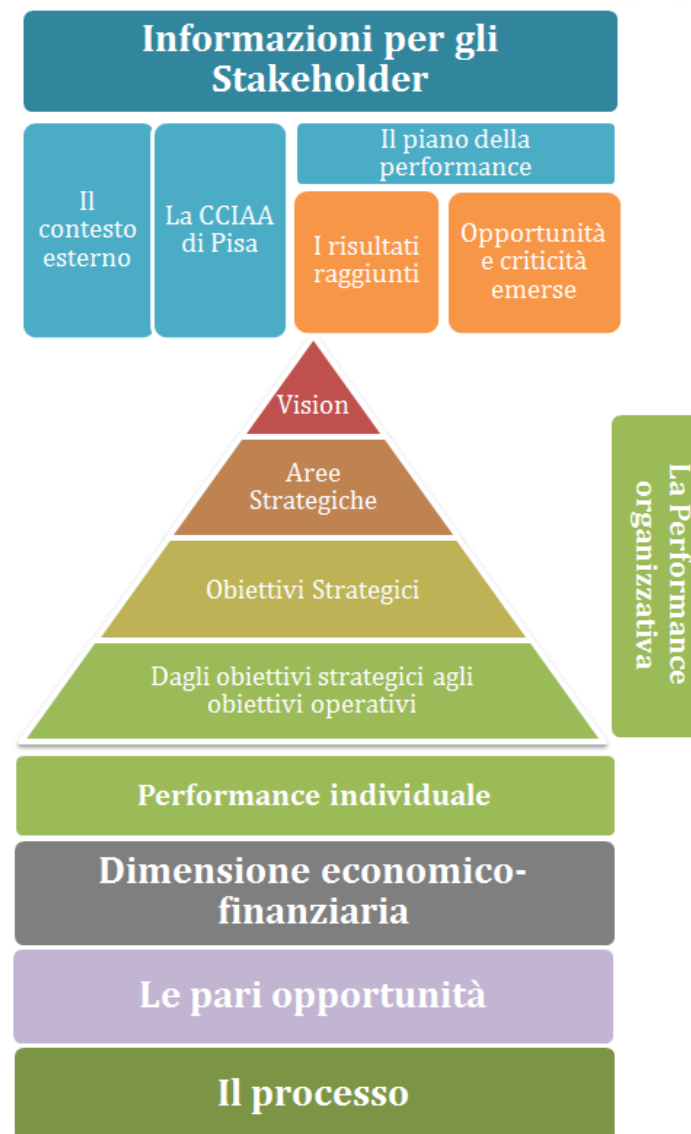 Informazioni per gli
Stakeholder
Il
contesto
esterno
La CCIAA
di Pisa
Il piano della
performance
I risultati
raggiunti
Opportunità
e criticità
emerse
Vision
Aree
Strategiche
Obiettivi Strategici
Dagli obiettivi strategici agli
obiettivi operativi
La Performance
organizzativa
Performance individuale
Dimensione economico-
finanziaria
Le pari opportunità
Il processo